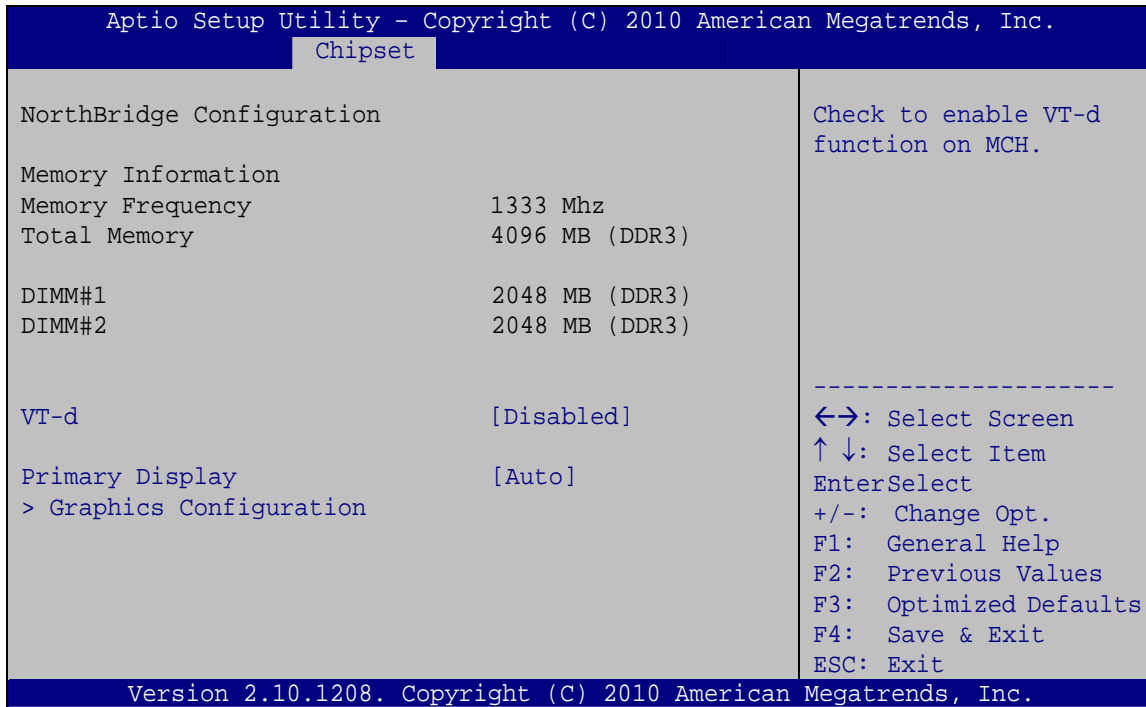 Aptio Setup Utility – Copyright (C) 2010 American Megatrends, Inc.
Chipset
NorthBridge Configuration
Memory Information
Memory Frequency 1333 Mhz
Total Memory 4096 MB (DDR3)
DIMM#1 2048 MB (DDR3)
DIMM#2 2048 MB (DDR3)
VT-d [Disabled]
Primary Display [Auto]
> Graphics Configuration
Check to enable VT-d
function on MCH.
---------------------
←→: Select Screen
↑ ↓: Select Item
EnterSelect
+/-: Change Opt.
F1: General Help
F2: Previous Values
F3: Optimized Defaults
F4: Save & Exit
ESC: Exit
Version 2.10.1208. Copyright (C) 2010 American Megatrends, Inc.